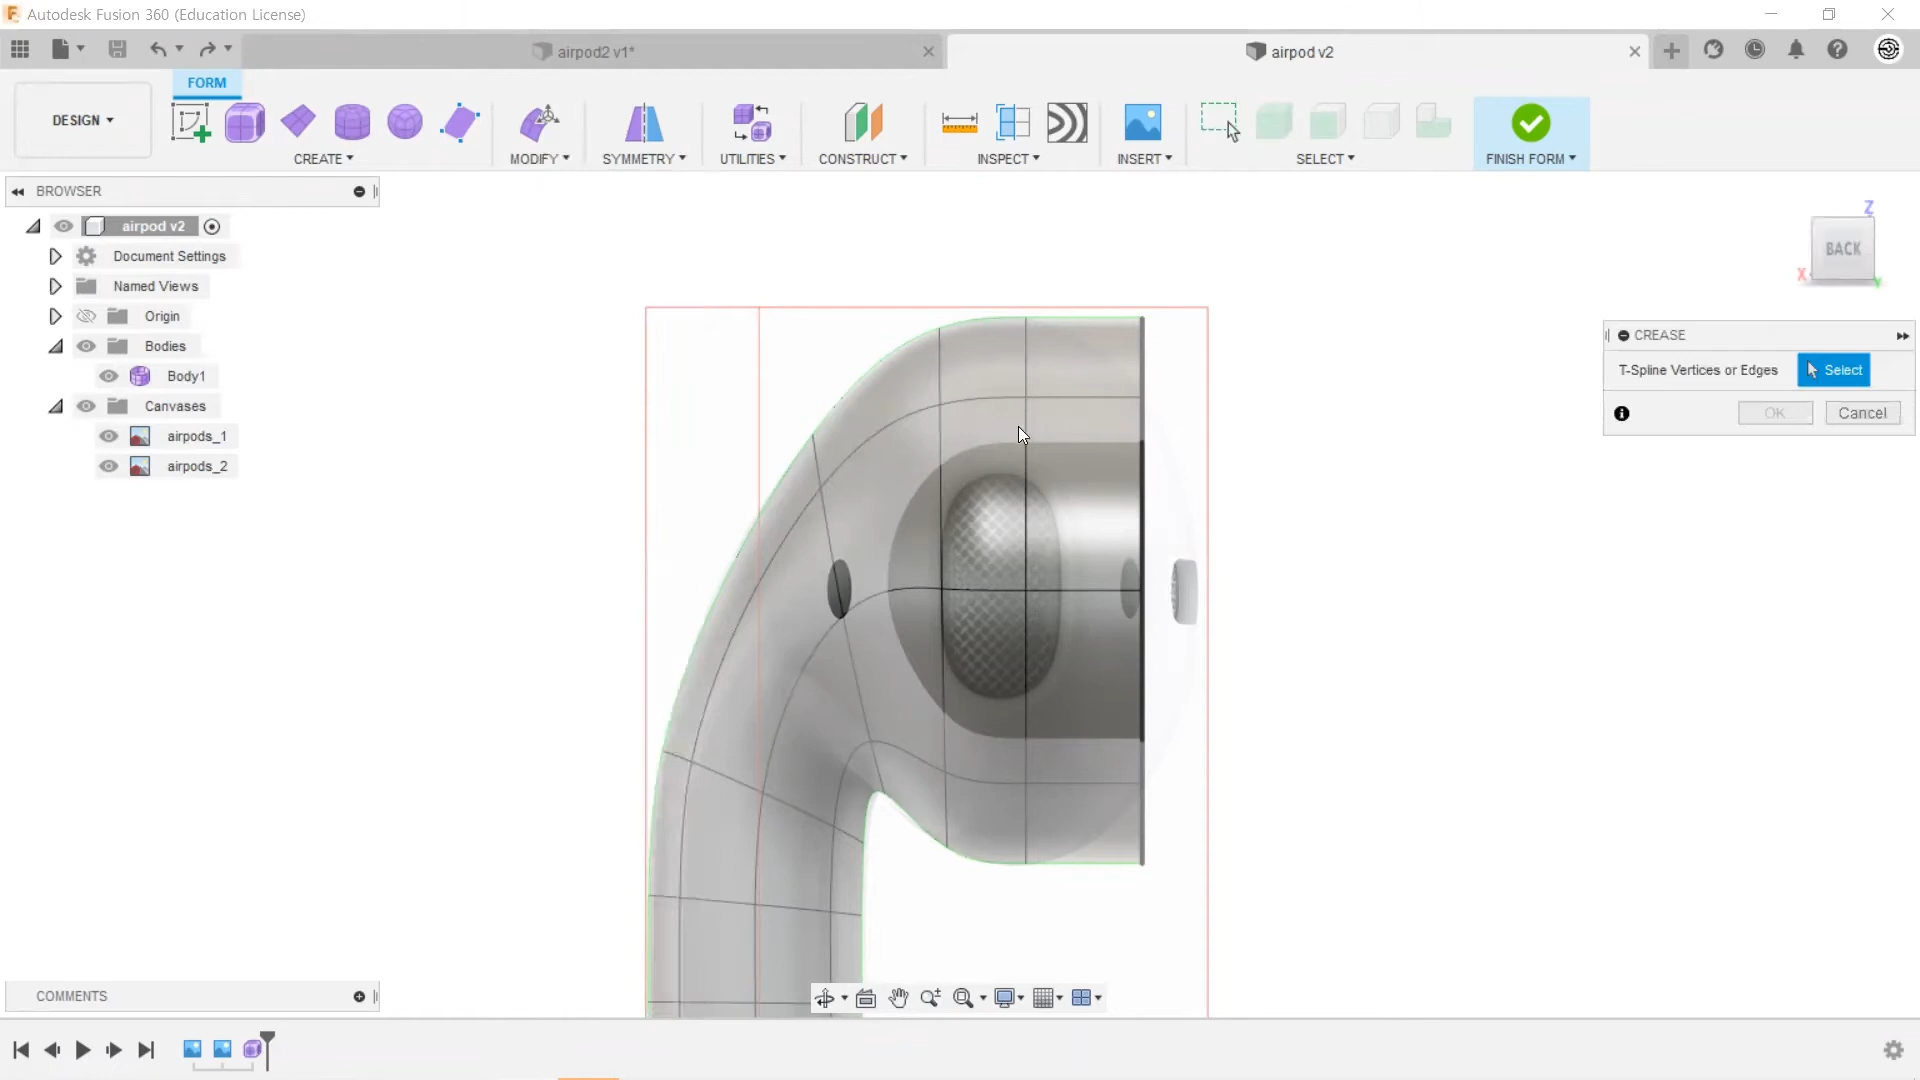 Autodesk Fusion 360 (Education License)
airpod2 v1*
airpod v2
FORM
DESIGN
CREATE
MODIFY
SYMMETRY
UTILITIES
CONSTRUCT
INSPECT
INSERT
SELECT
FINISH FORM
BROWSER
airpod v2
Document Settings
Named Views
Origin
Bodies
Body1
Canvases
airpods_1
airpods_2
Z
BACK
X
Y
CREASE
T-Spline Vertices or Edges
Select
OK
Cancel
COMMENTS